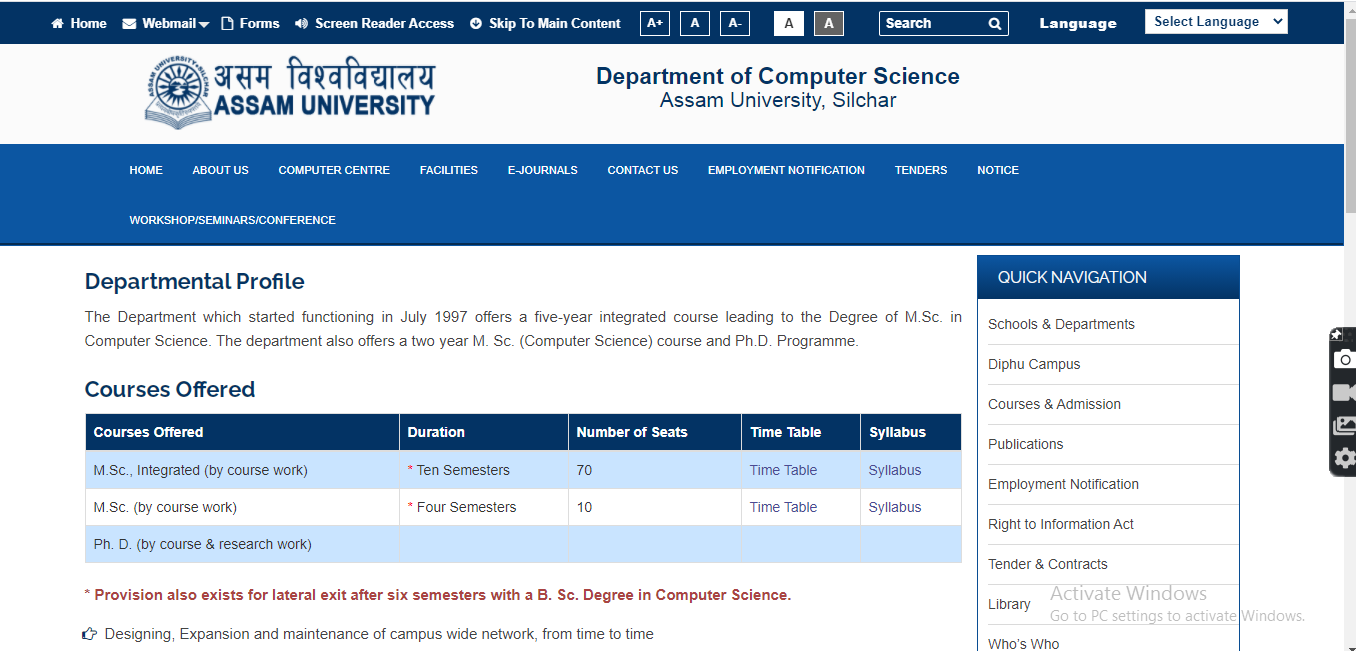 Home Webmail Forms Screen Reader Access Skip To Main Content A+ A A- A A Search Language Select Language
असम विश्वविद्यालय
ASSAM UNIVERSITY
Department of Computer Science
Assam University, Silchar
HOME ABOUT US COMPUTER CENTRE FACILITIES E-JOURNALS CONTACT US EMPLOYMENT NOTIFICATION TENDERS NOTICE
WORKSHOP/SEMINARS/CONFERENCE
Departmental Profile
The Department which started functioning in July 1997 offers a five-year integrated course leading to the Degree of M.Sc. in
Computer Science. The department also offers a two year M. Sc. (Computer Science) course and Ph.D. Programme.
Courses Offered
Courses Offered Duration Number of Seats Time Table Syllabus
M.Sc., Integrated (by course work) * Ten Semesters 70 Time Table Syllabus
M.Sc. (by course work) * Four Semesters 10 Time Table Syllabus
Ph. D. (by course & research work)
* Provision also exists for lateral exit after six semesters with a B. Sc. Degree in Computer Science.
Designing, Expansion and maintenance of campus wide network, from time to time
QUICK NAVIGATION
Schools & Departments
Diphu Campus
Courses & Admission
Publications
Employment Notification
Right to Information Act
Tender & Contracts
Library
Who's Who
Activate Windows
Go to PC settings to activate Windows.